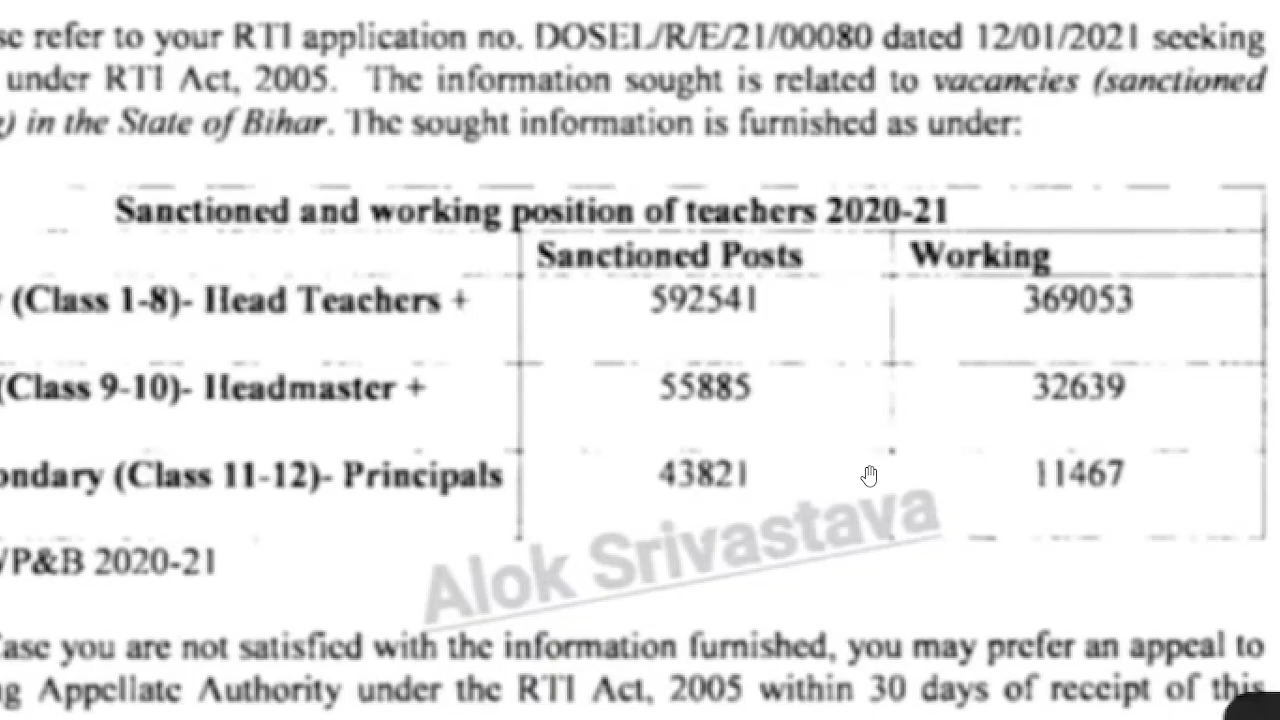 se refer to your RTI application no. DOSEL/R/E/21/00080 dated 12/01/2021 seeking
under RTI Act, 2005. The information sought is related to vacancies (sanctioned
g) in the State of Bihar. The sought information is furnished as under:
Sanctioned and working position of teachers 2020-21
Sanctioned Posts Working
(Class 1-8)- Head Teachers + 592541 369053
(Class 9-10)- Headmaster + 55885 32639
ondary (Class 11-12)- Principals 43821 11467
/P&B 2020-21
Alok Srivastava
ase you are not satisfied with the information furnished, you may prefer an appeal to
g Appellate Authority under the RTI Act, 2005 within 30 days of receipt of this